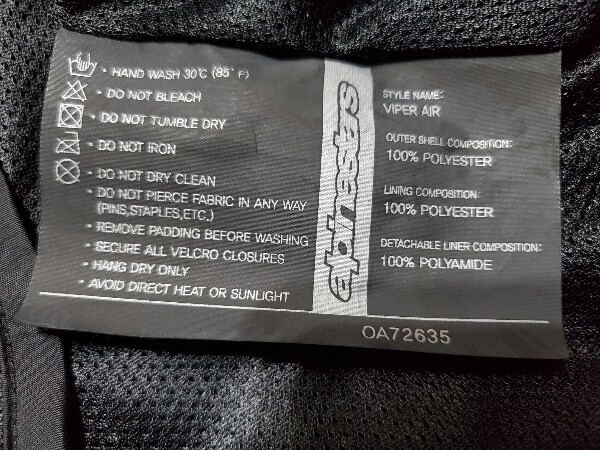 • HAND WASH 30°C (85° F)
• DO NOT BLEACH
• DO NOT TUMBLE DRY
• DO NOT IRON
• DO NOT DRY CLEAN
• DO NOT PIERCE FABRIC IN ANY WAY
(PINS,STAPLES,ETC.)
• REMOVE PADDING BEFORE WASHING
• SECURE ALL VELCRO CLOSURES
• HANG DRY ONLY
• AVOID DIRECT HEAT OR SUNLIGHT
alpinestars
STYLE NAME:
VIPER AIR
OUTER SHELL COMPOSITION:
100% POLYESTER
LINING COMPOSITION:
100% POLYESTER
DETACHABLE LINER COMPOSITION:
100% POLYAMIDE
OA72635